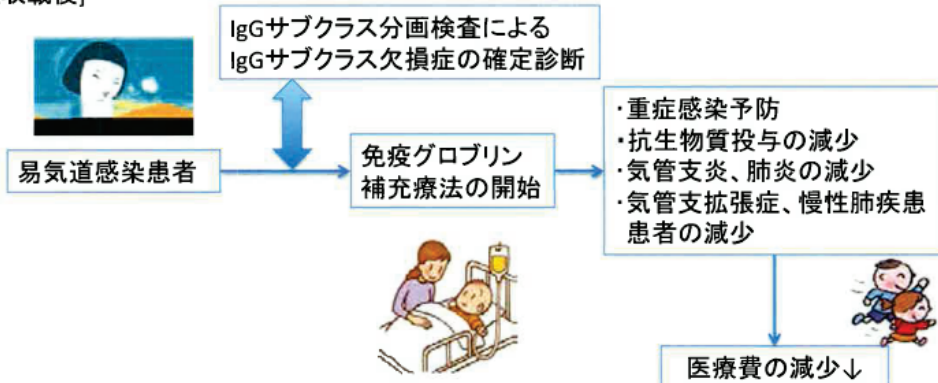 IgGサブクラス分画検査による
IgGサブクラス欠損症の確定診断
易気道感染患者
免疫グロブリン
補充療法の開始
・重症感染予防
・抗生物質投与の減少
・気管支炎、肺炎の減少
・気管支拡張症、慢性肺疾患
患者の減少
医療費の減少↓